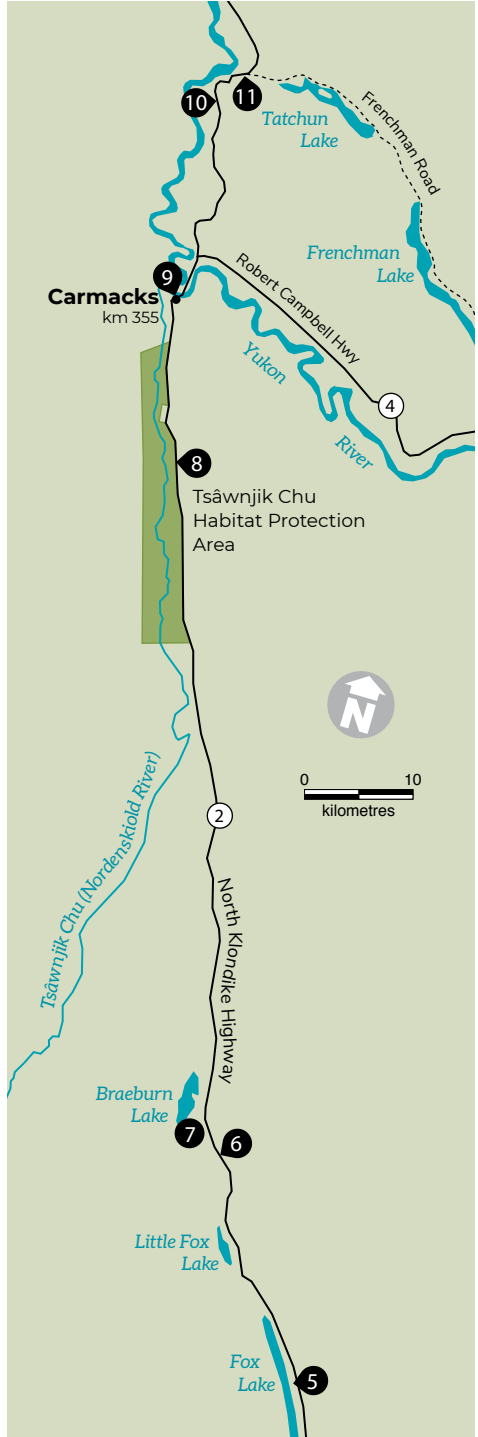 10
11
Tatchun
Lake
Frenchman Road
Frenchman
Lake
9
Carmacks
km 355
Robert Campbell Hwy
Yukon
River
4
8
Tsâwnjik Chu
Habitat Protection
Area
N
0 10
kilometres
Tsâwnjik Chu (Nordenskiold River)
2
North Klondike Highway
Braeburn
Lake
7
6
Little Fox
Lake
Fox
Lake
5